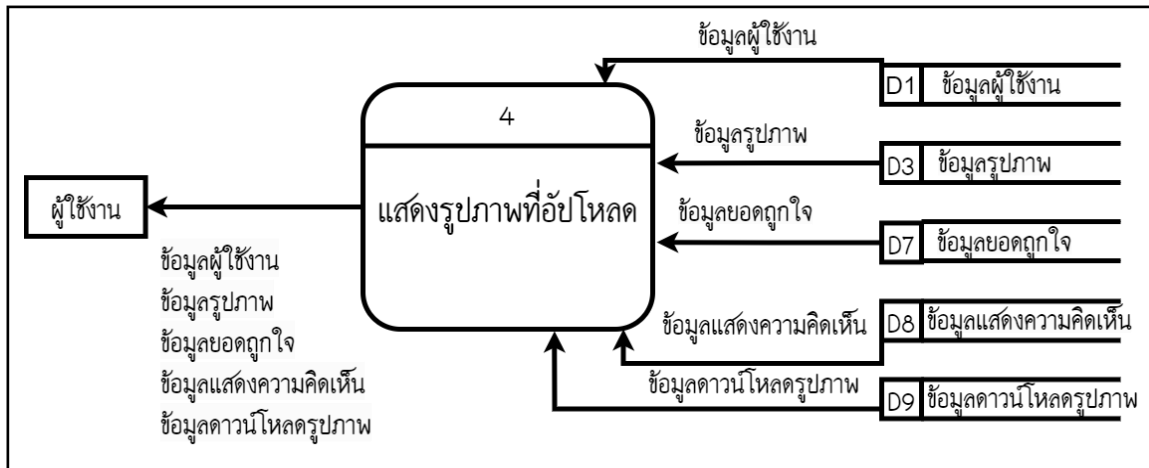 ข้อมูลผู้ใช้งาน
D1 ข้อมูลผู้ใช้งาน
4
ข้อมูลรูปภาพ
D3 ข้อมูลรูปภาพ
ผู้ใช้งาน
แสดงรูปภาพที่อัปโหลด
ข้อมูลยอดถูกใจ
D7 ข้อมูลยอดถูกใจ
ข้อมูลผู้ใช้งาน
ข้อมูลรูปภาพ
ข้อมูลยอดถูกใจ
ข้อมูลแสดงความคิดเห็น
ข้อมูลดาวน์โหลดรูปภาพ
ข้อมูลแสดงความคิดเห็น
D8 ข้อมูลแสดงความคิดเห็น
ข้อมูลดาวน์โหลดรูปภาพ
D9 ข้อมูลดาวน์โหลดรูปภาพ